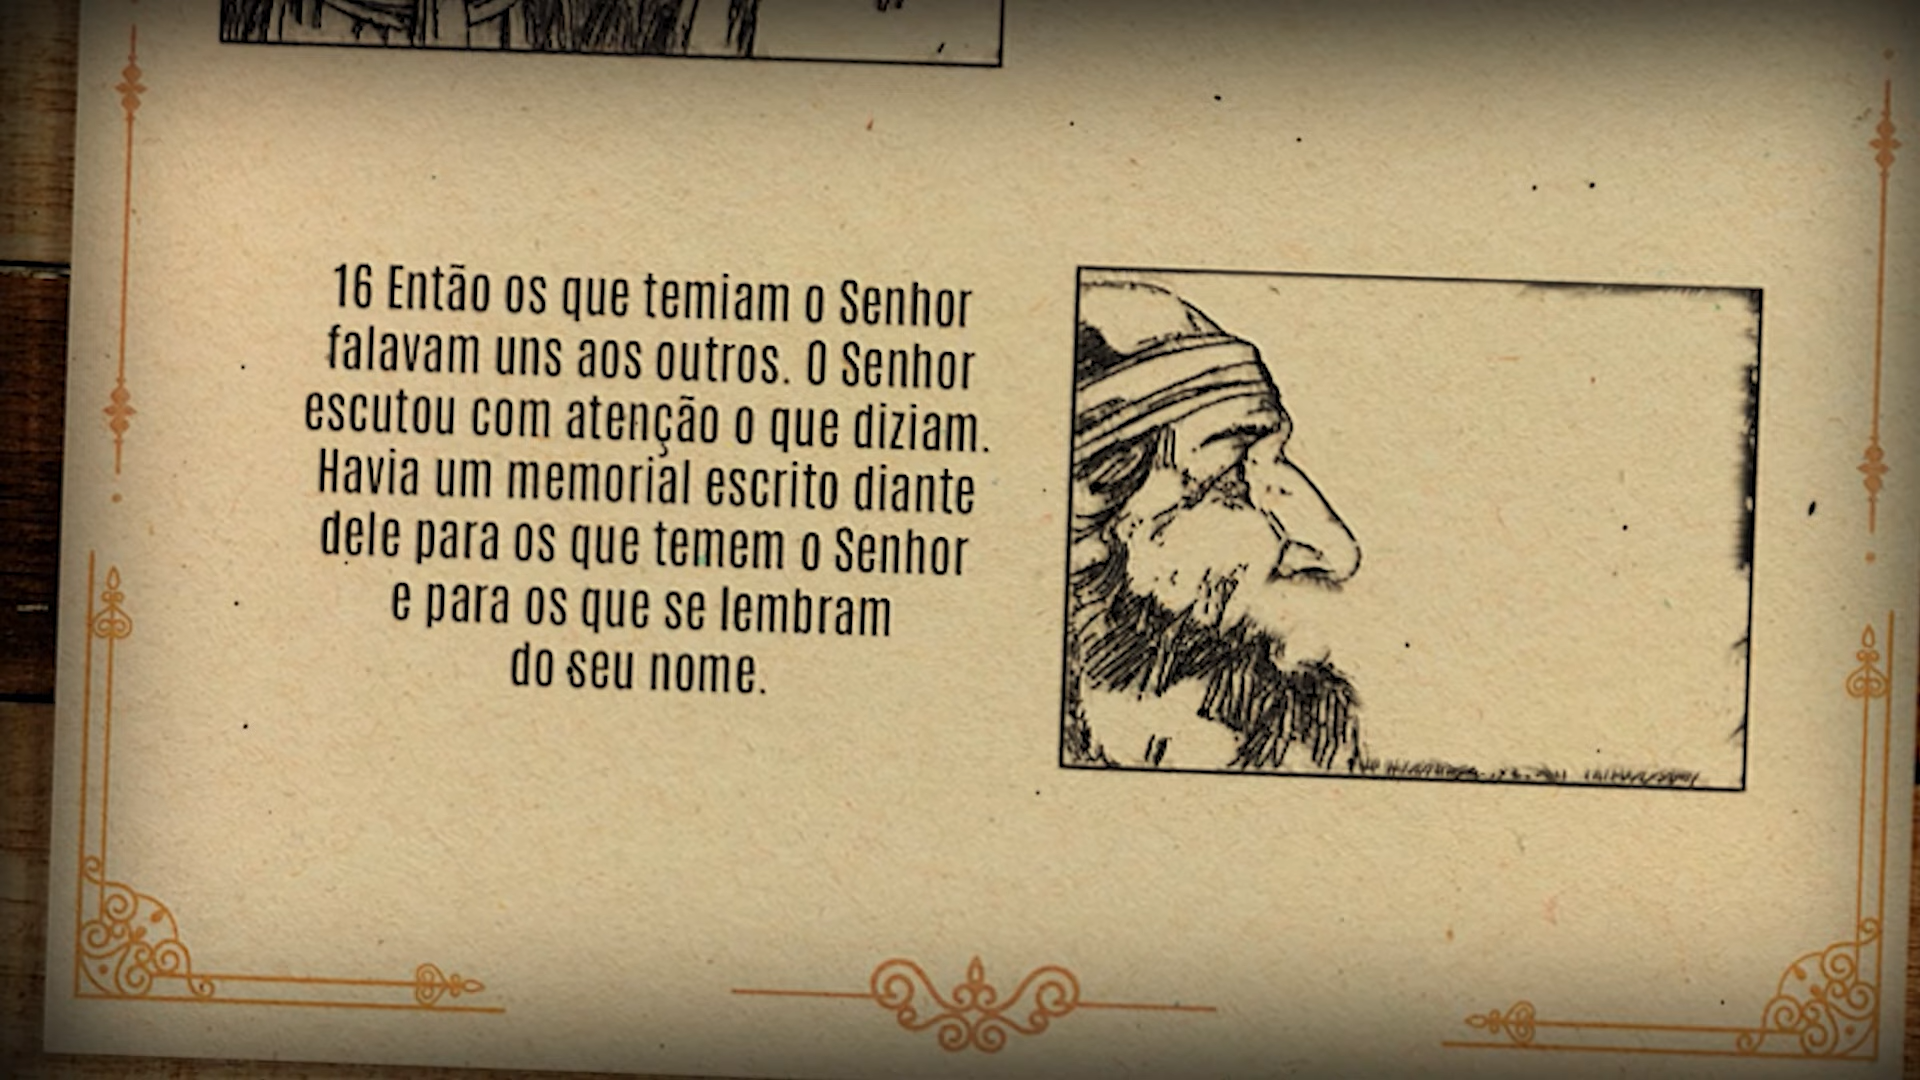 16 Então os que temiam o Senhor
falavam uns aos outros. O Senhor
escutou com atenção o que diziam.
Havia um memorial escrito diante
dele para os que temem o Senhor
e para os que se lembram
do seu nome.